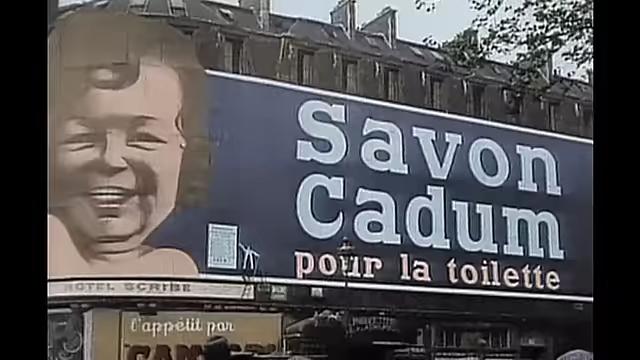 Savon
Cadum
pour la toilette
HOTEL SCRIBE
l'appétit par